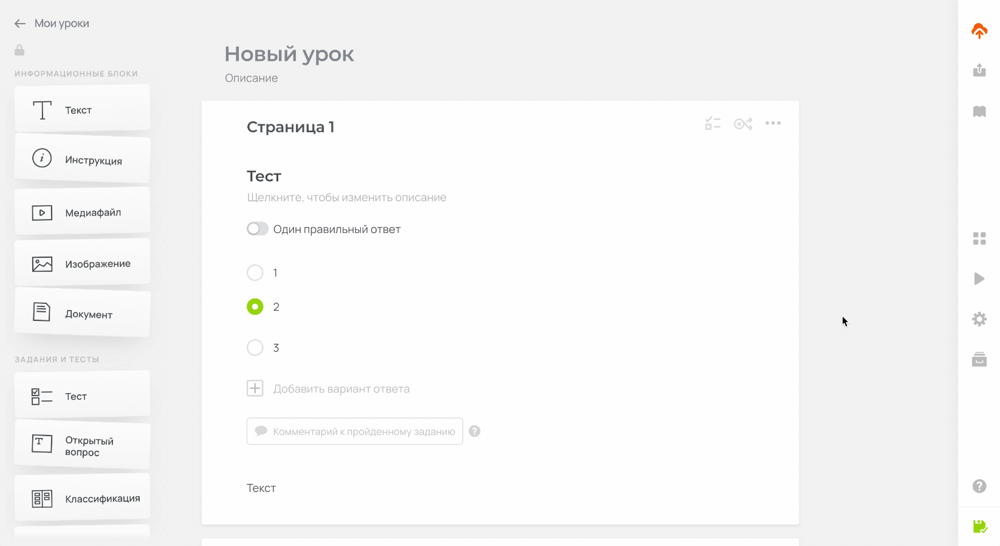 Мои уроки
ИНФОРМАЦИОННЫЕ БЛОКИ
Текст
Инструкция
Медиафайл
Изображение
Документ
ЗАДАНИЯ И ТЕСТЫ
Тест
Открытый
вопрос
Классификация
Новый урок
Описание
Страница 1
Тест
Щелкните, чтобы изменить описание
Один правильный ответ
1
2
3
Добавить вариант ответа
Комментарий к пройденному заданию
Текст